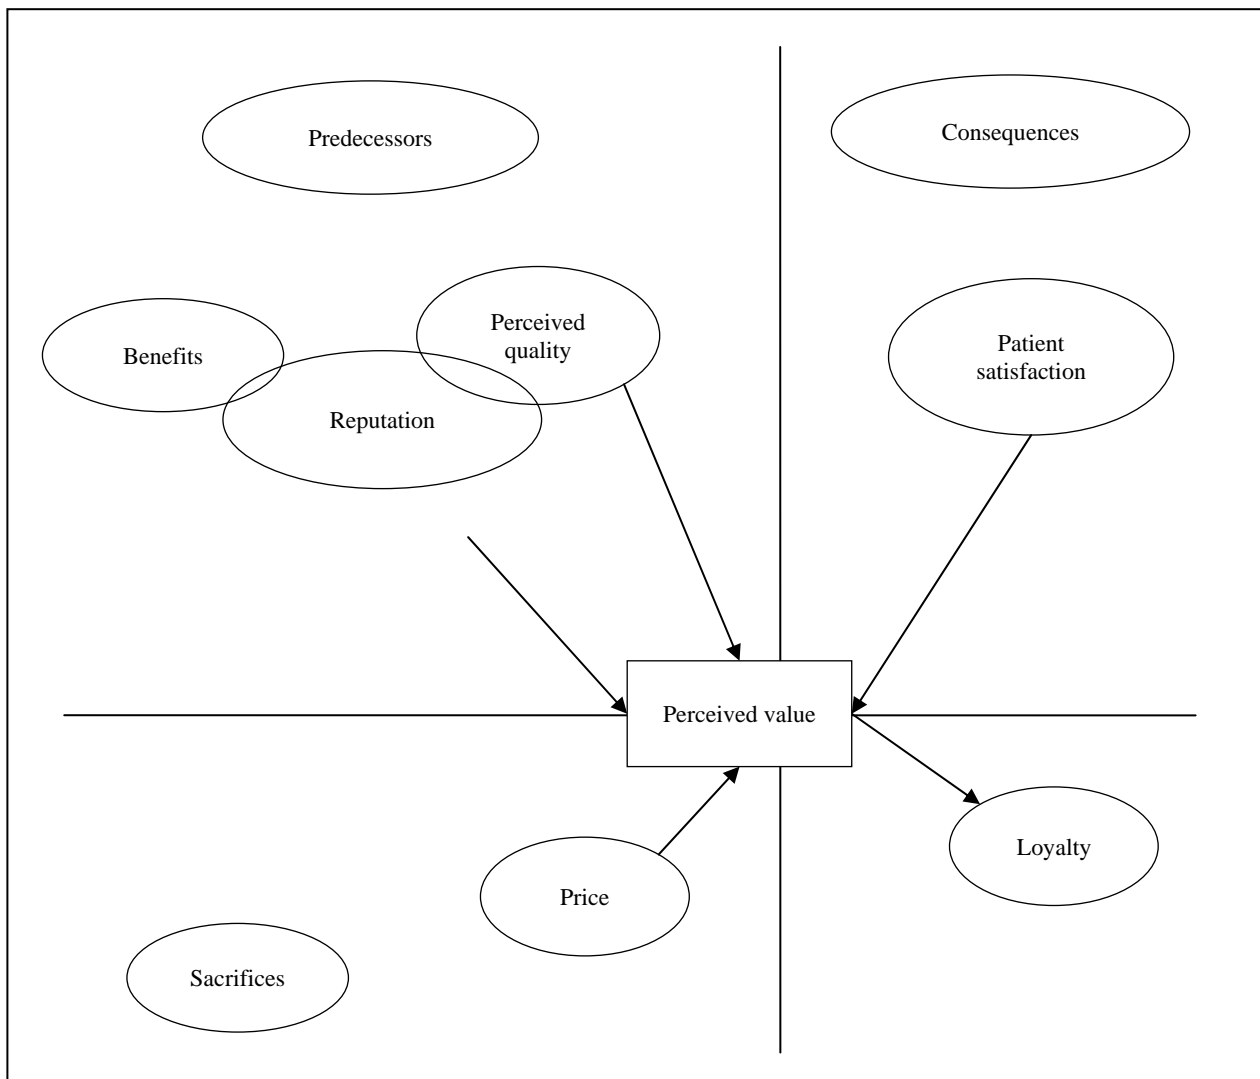 Predecessors
Consequences
Perceived
quality
Benefits
Reputation
Patient
satisfaction
Perceived value
Loyalty
Price
Sacrifices